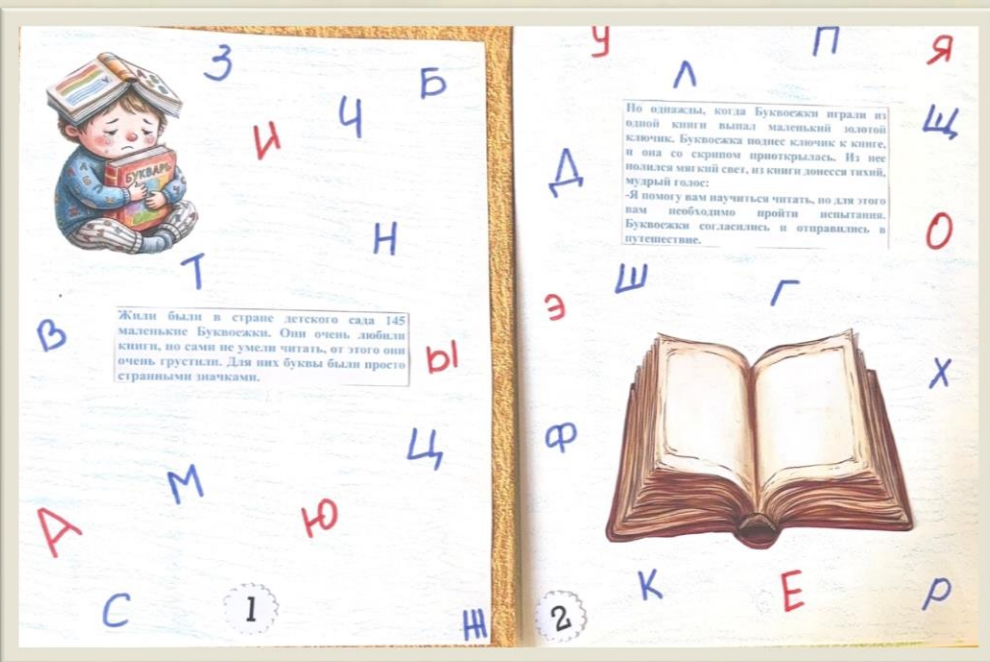 З
Б
Ч
И
БУКВАРЬ
Н
Т
Жили были в стране детского сада 145
маленькие Буквоежки. Они очень любили
книги, но сами не умели читать, от этого они
очень грустили. Для них буквы были просто
странными значками.
В
Ы
Ц
М
А
Ю
С
1
Ж
У
П
Я
Л
Но однажды, когда Буквоежки играли из
одной книги выпал маленький золотой
ключик. Буквоежка поднес ключик к книге,
и она со скрипом приоткрылась. Из нее
полился мягкий свет, из книги донесся тихий,
мудрый голос:
-Я помогу вам научиться читать, но для этого
вам необходимо пройти испытания.
Буквоежки согласились и отправились в
путешествие.
Щ
Д
О
Ш
Г
Э
Х
Ф
К
Е
Р
2